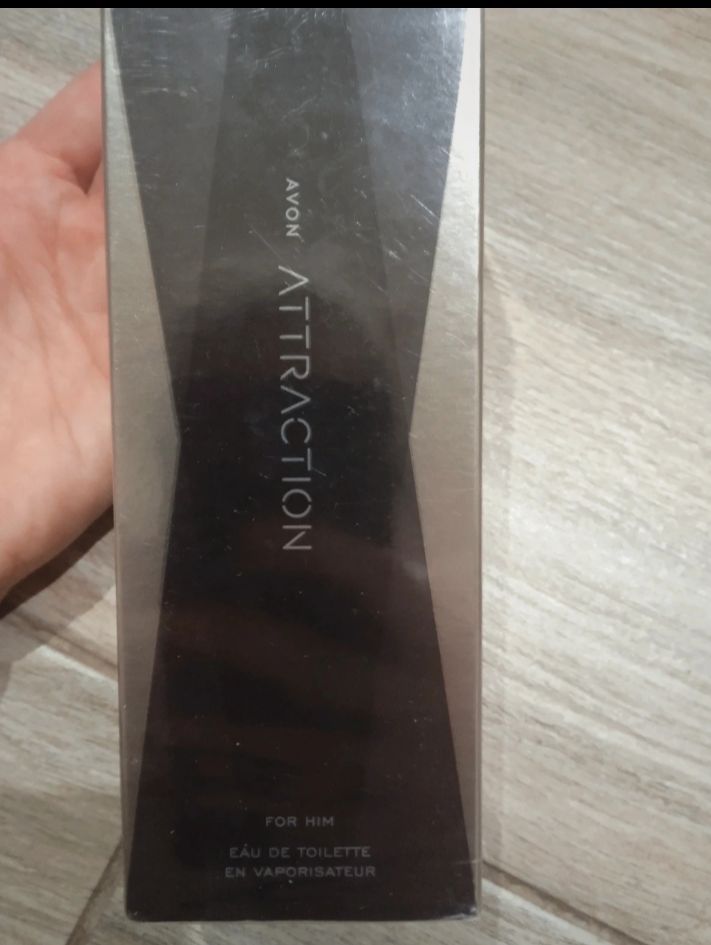 AVON
ATTRACTION
FOR HIM
EAU DE TOILETTE
EN VAPORISATEUR